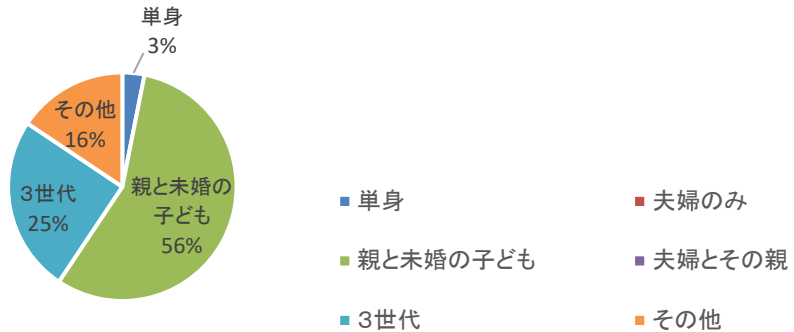 単身
3%
その他
16%
親と未婚の
子ども
56%
3世代
25%
単身
夫婦のみ
親と未婚の子ども
夫婦とその親
3世代
その他